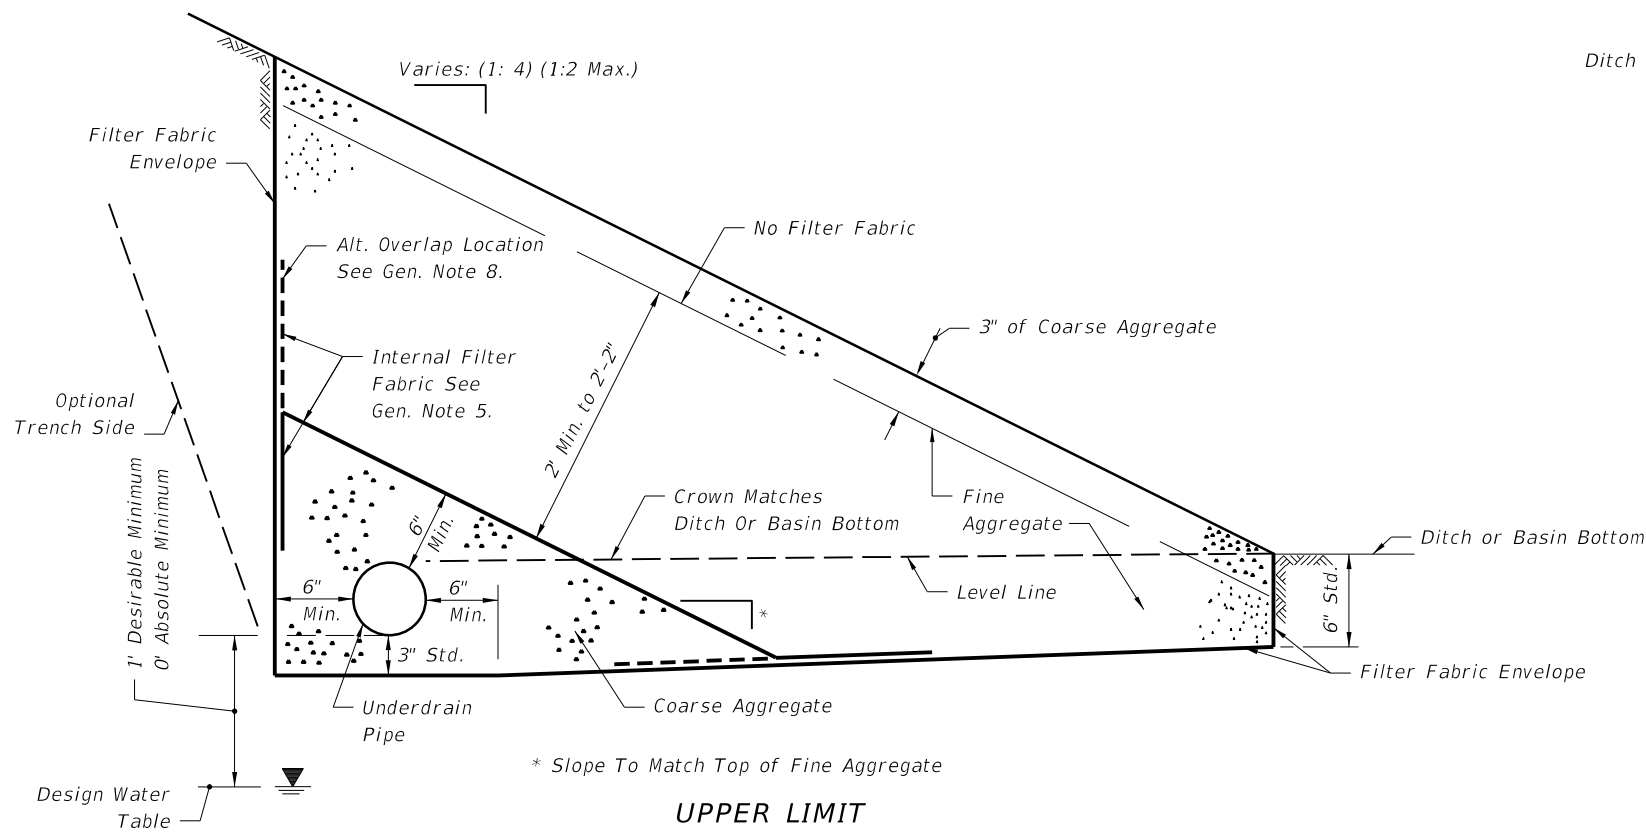 Ditch
Varies: (1: 4) (1:2 Max.)
Filter Fabric
Envelope
No Filter Fabric
Alt. Overlap Location
See Gen. Note 8.
3" of Coarse Aggregate
Internal Filter
Fabric See
Gen. Note 5.
2' Min. to 2'-2"
Optional
Trench Side
1' Desirable Minimum
0' Absolute Minimum
6"
Min.
Crown Matches
Ditch Or Basin Bottom
Fine
Aggregate
Ditch or Basin Bottom
6"
Min.
6"
Min.
Level Line
*
6" Std.
3" Std.
Filter Fabric Envelope
Underdrain
Pipe
Coarse Aggregate
* Slope To Match Top of Fine Aggregate
Design Water
Table
UPPER LIMIT